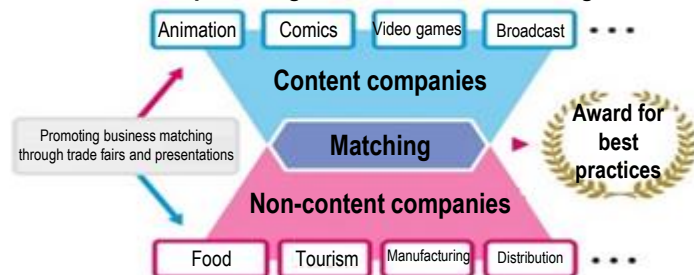 Animation
Comics
Video games
Broadcast
Content companies
Promoting business matching
through trade fairs and presentations
Matching
Award for
best
practices
Non-content companies
Food
Tourism
Manufacturing
Distribution